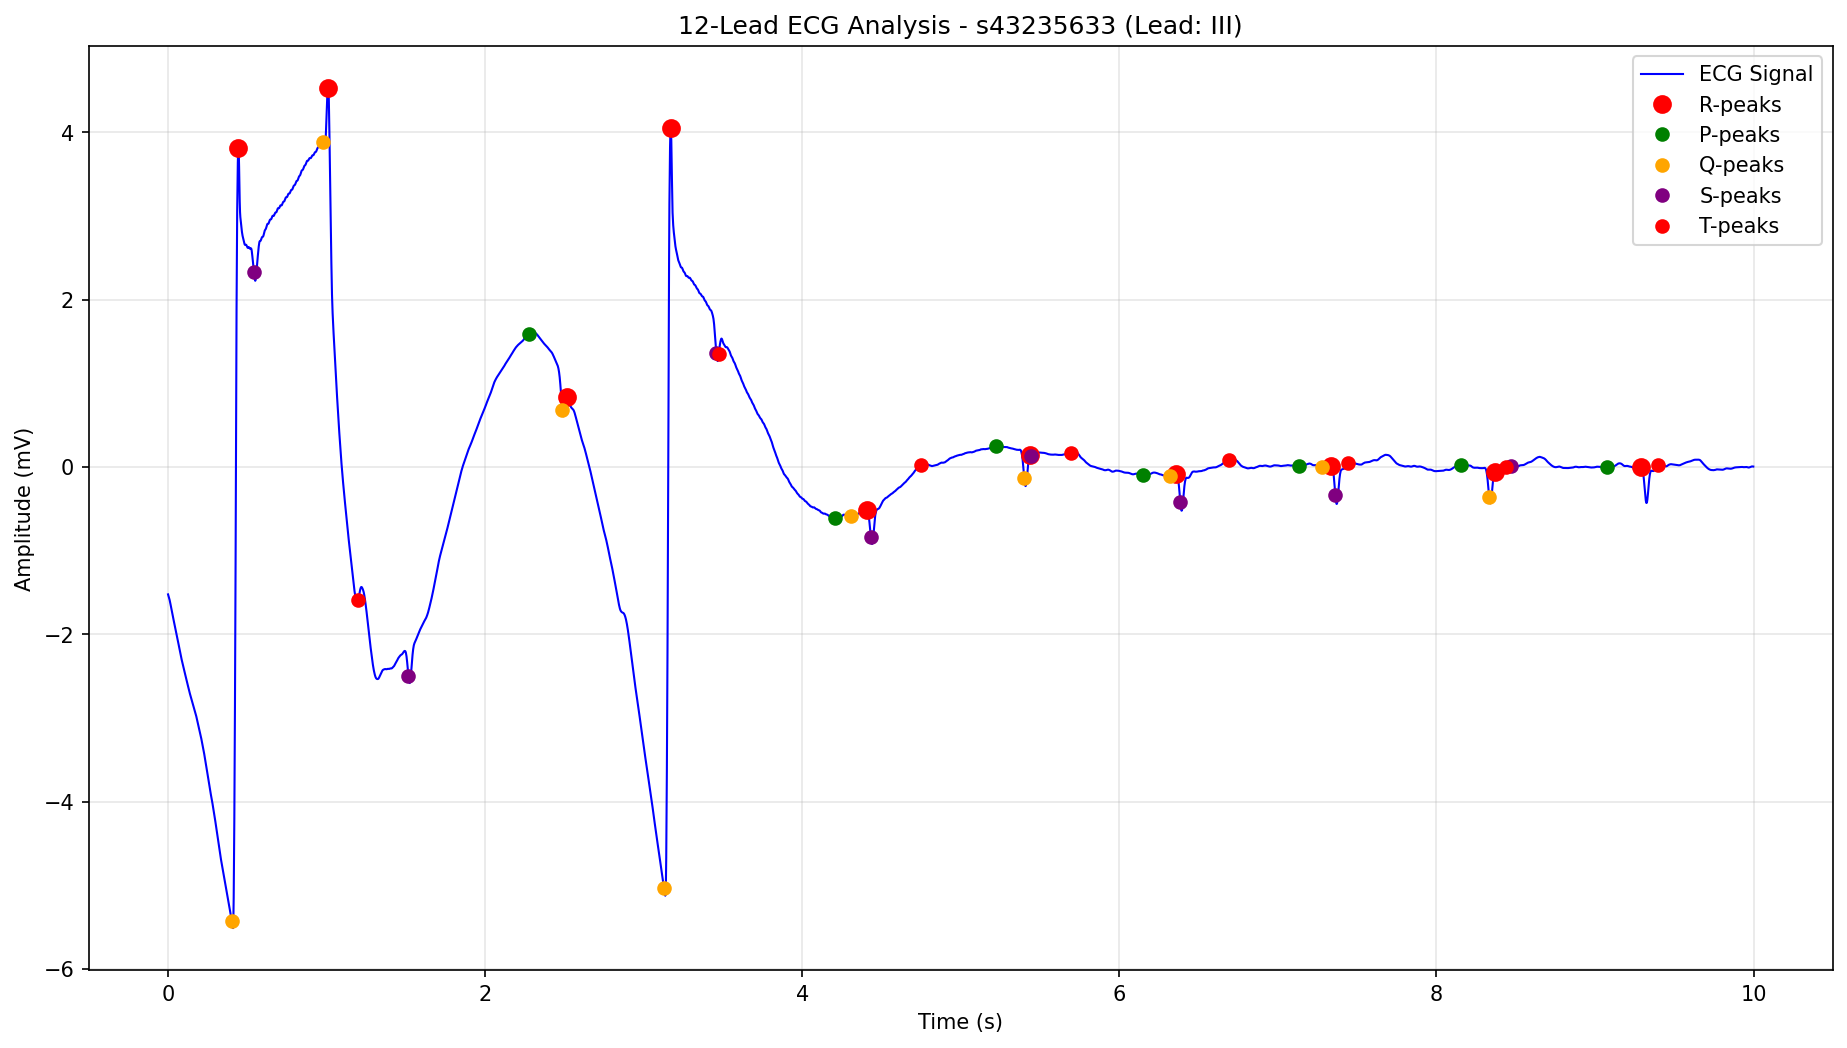 12-Lead ECG Analysis - s43235633 (Lead: III)
ECG Signal
R-peaks
P-peaks
Q-peaks
S-peaks
T-peaks
Amplitude (mV)
4
2
0
−2
−4
−6
0 2 4 6 8 10
Time (s)